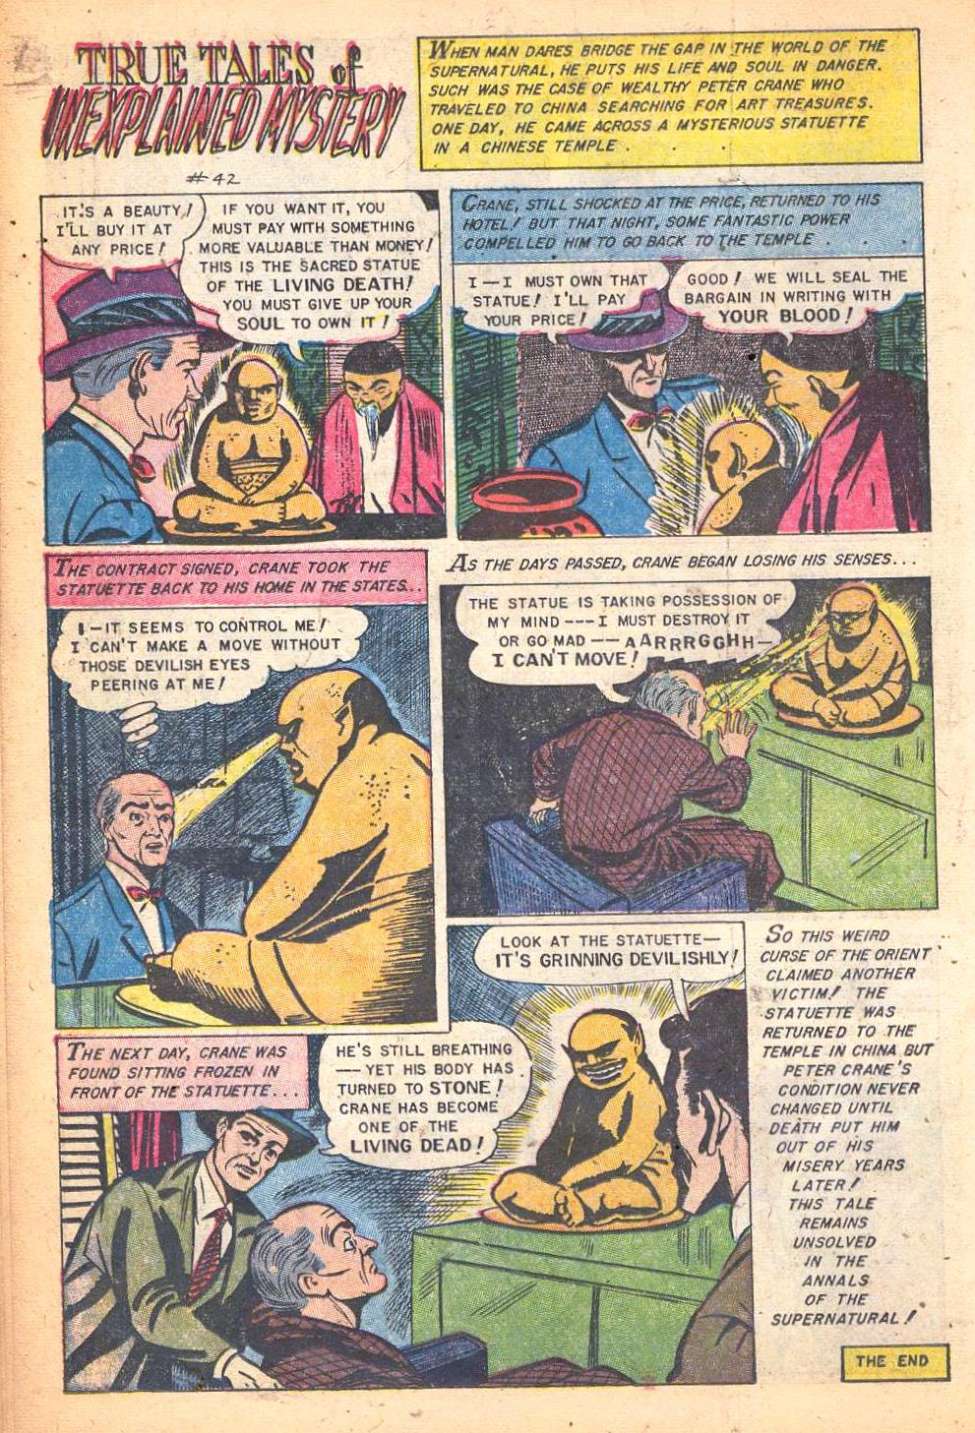 TRUE TALES of
UNEXPLAINED MYSTERY
#42
WHEN MAN DARES BRIDGE THE GAP IN THE WORLD OF THE
SUPERNATURAL, HE PUTS HIS LIFE AND SOUL IN DANGER.
SUCH WAS THE CASE OF WEALTHY PETER CRANE WHO
TRAVELED TO CHINA SEARCHING FOR ART TREASURES.
ONE DAY, HE CAME ACROSS A MYSTERIOUS STATUETTE
IN A CHINESE TEMPLE . . .
IT'S A BEAUTY!
I'LL BUY IT AT
ANY PRICE!
IF YOU WANT IT, YOU
MUST PAY WITH SOMETHING
MORE VALUABLE THAN MONEY!
THIS IS THE SACRED STATUE
OF THE LIVING DEATH!
YOU MUST GIVE UP YOUR
SOUL TO OWN IT!
CRANE, STILL SHOCKED AT THE PRICE, RETURNED TO HIS
HOTEL! BUT THAT NIGHT, SOME FANTASTIC POWER
COMPELLED HIM TO GO BACK TO THE TEMPLE . . .
I-I MUST OWN THAT
STATUE! I'LL PAY
YOUR PRICE!
GOOD! WE WILL SEAL THE
BARGAIN IN WRITING WITH
YOUR BLOOD!
THE CONTRACT SIGNED, CRANE TOOK THE
STATUETTE BACK TO HIS HOME IN THE STATES...
I-IT SEEMS TO CONTROL ME!
I CAN'T MAKE A MOVE WITHOUT
THOSE DEVILISH EYES
PEERING AT ME!
AS THE DAYS PASSED, CRANE BEGAN LOSING HIS SENSES...
THE STATUE IS TAKING POSSESSION OF
MY MIND---I MUST DESTROY IT
OR GO MAD--AARRRGGHH-
I CAN'T MOVE!
THE NEXT DAY, CRANE WAS
FOUND SITTING FROZEN IN
FRONT OF THE STATUETTE...
HE'S STILL BREATHING
--YET HIS BODY HAS
TURNED TO STONE!
CRANE HAS BECOME
ONE OF THE
LIVING DEAD!
LOOK AT THE STATUETTE-
IT'S GRINNING DEVILISHLY!
SO THIS WEIRD
CURSE OF THE ORIENT
CLAIMED ANOTHER
VICTIM! THE
STATUETTE WAS
RETURNED TO THE
TEMPLE IN CHINA BUT
PETER CRANE'S
CONDITION NEVER
CHANGED UNTIL
DEATH PUT HIM
OUT OF HIS
MISERY YEARS
LATER!
THIS TALE
REMAINS
UNSOLVED
IN THE
ANNALS
OF THE
SUPERNATURAL!
THE END